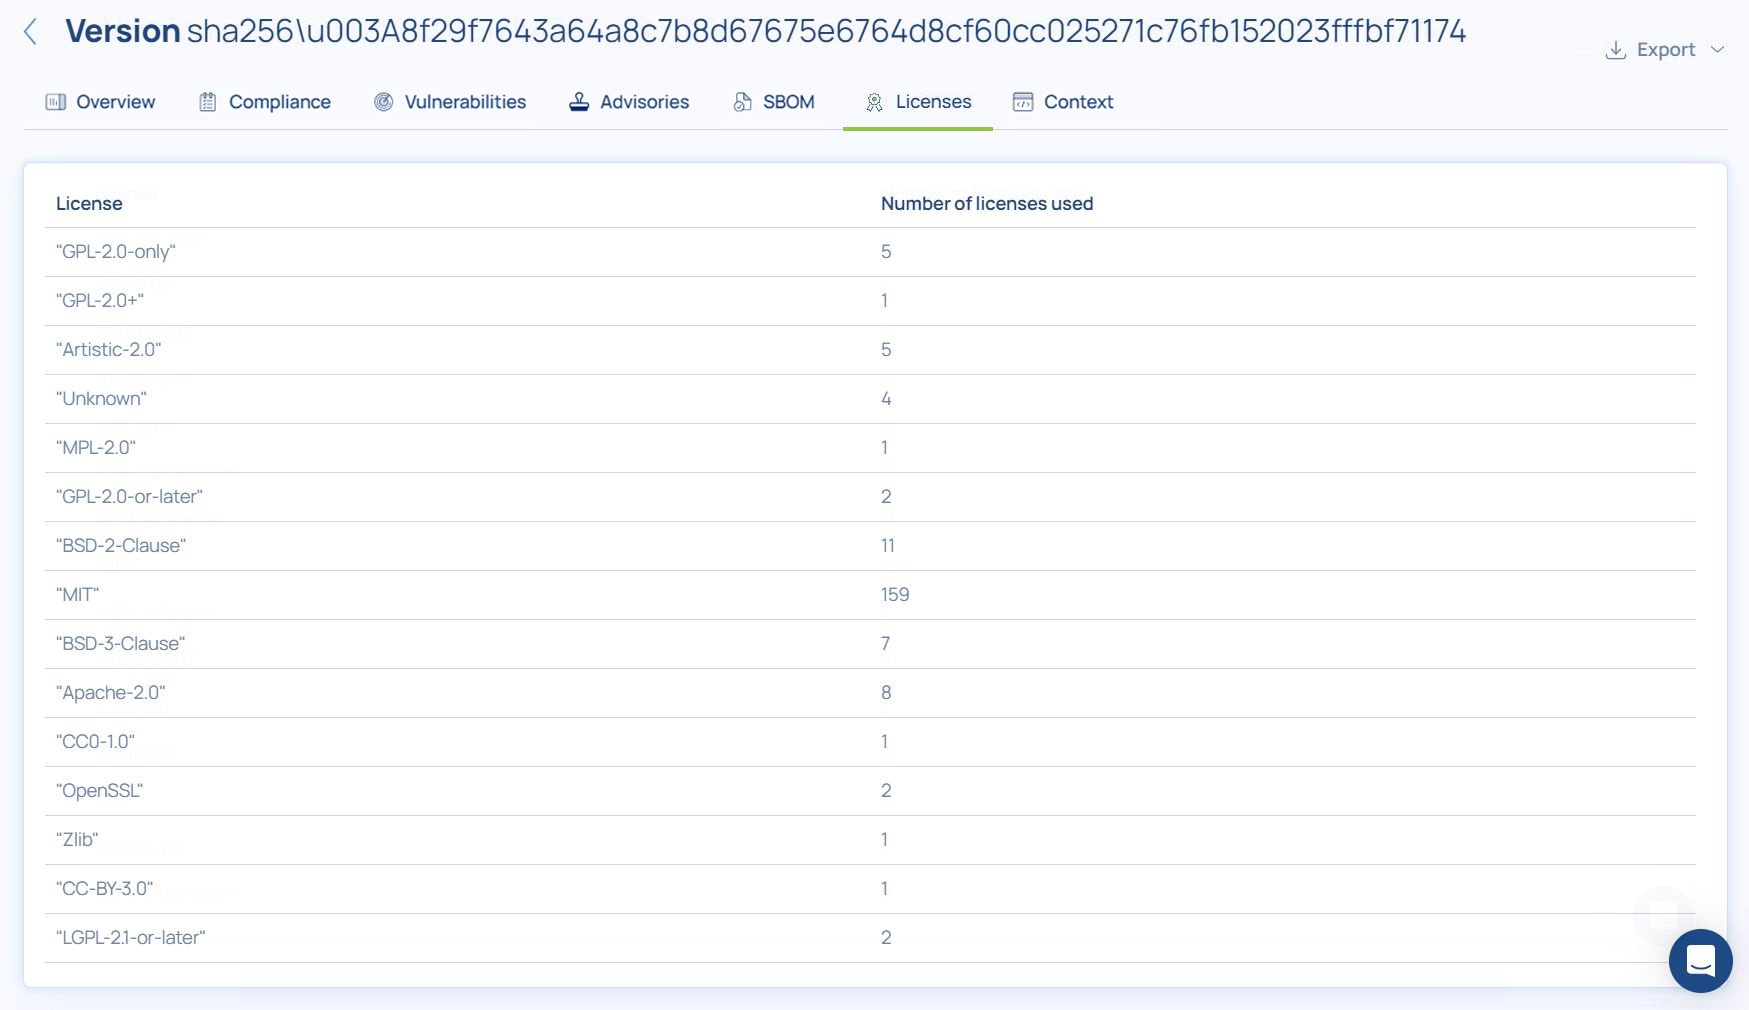 Version sha256\u003A8f29f7643a64a8c7b8d67675e6764d8cf60cc025271c76fb152023fffbf71174
Export
Overview Compliance Vulnerabilities Advisories SBOM Licenses Context
License Number of licenses used
"GPL-2.0-only" 5
"GPL-2.0+" 1
"Artistic-2.0" 5
"Unknown" 4
"MPL-2.0" 1
"GPL-2.0-or-later" 2
"BSD-2-Clause" 11
"MIT" 159
"BSD-3-Clause" 7
"Apache-2.0" 8
"CC0-1.0" 1
"OpenSSL" 2
"Zlib" 1
"CC-BY-3.0" 1
"LGPL-2.1-or-later" 2